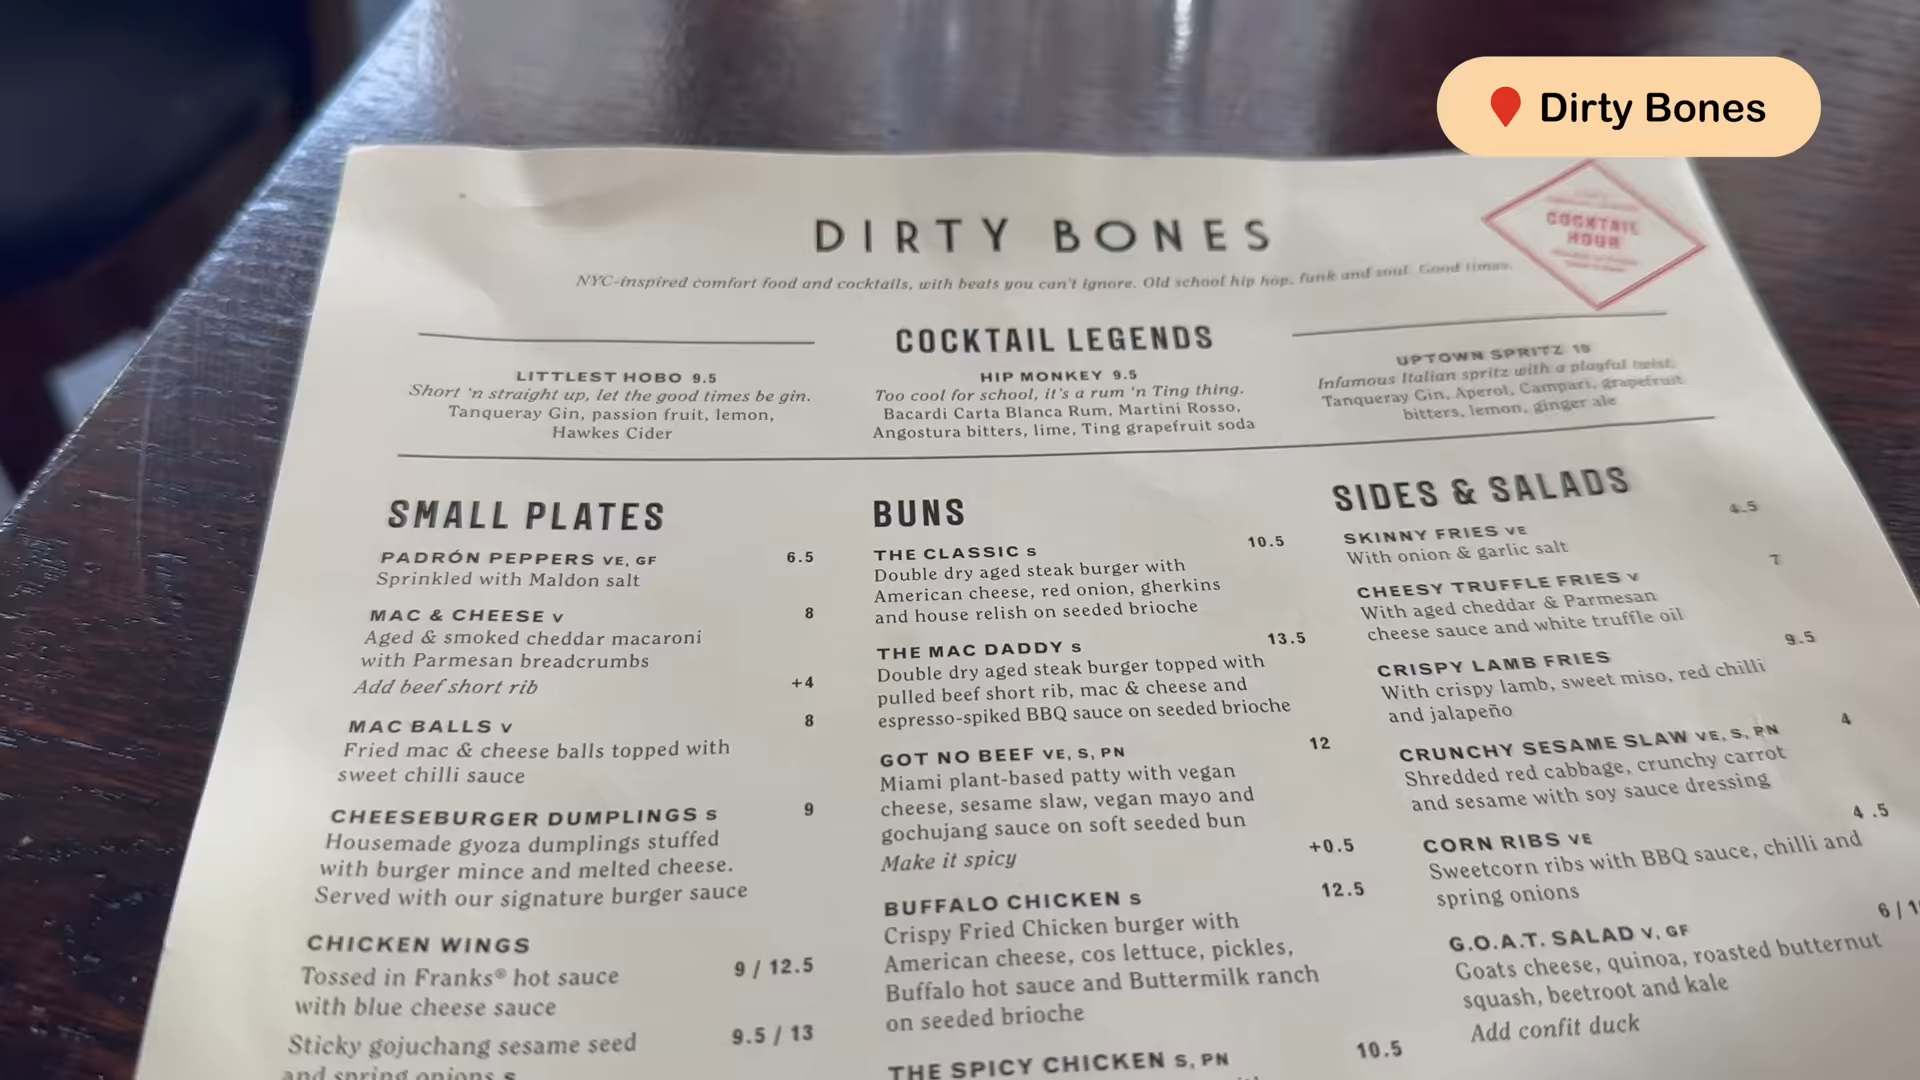 Dirty Bones
DIRTY BONES
NYC-inspired comfort food and cocktails, with beats you can't ignore. Old school hip hop, funk and soul. Good times.
COCKTAIL HOUR
COCKTAIL LEGENDS
LITTLEST HOBO 9.5
Short 'n straight up, let the good times be gin.
Tanqueray Gin, passion fruit, lemon,
Hawkes Cider
HIP MONKEY 9.5
Too cool for school, it's a rum 'n Ting thing.
Bacardi Carta Blanca Rum, Martini Rosso,
Angostura bitters, lime, Ting grapefruit soda
UPTOWN SPRITZ 10
Infamous Italian spritz with a playful twist.
Tanqueray Gin, Aperol, Campari, grapefruit
bitters, lemon, ginger ale
SMALL PLATES
PADRÓN PEPPERS VE, GF 6.5
Sprinkled with Maldon salt
MAC & CHEESE V 8
Aged & smoked cheddar macaroni
with Parmesan breadcrumbs
Add beef short rib +4
MAC BALLS V 8
Fried mac & cheese balls topped with
sweet chilli sauce
CHEESEBURGER DUMPLINGS S 9
Housemade gyoza dumplings stuffed
with burger mince and melted cheese.
Served with our signature burger sauce
CHICKEN WINGS
Tossed in Franks® hot sauce 9 / 12.5
with blue cheese sauce
Sticky gojuchang sesame seed 9.5 / 13
and spring onions S
BUNS
THE CLASSIC S 10.5
Double dry aged steak burger with
American cheese, red onion, gherkins
and house relish on seeded brioche
THE MAC DADDY S 13.5
Double dry aged steak burger topped with
pulled beef short rib, mac & cheese and
espresso-spiked BBQ sauce on seeded brioche
GOT NO BEEF VE, S, PN 12
Miami plant-based patty with vegan
cheese, sesame slaw, vegan mayo and
gochujang sauce on soft seeded bun
Make it spicy +0.5
BUFFALO CHICKEN S 12.5
Crispy Fried Chicken burger with
American cheese, cos lettuce, pickles,
Buffalo hot sauce and Buttermilk ranch
on seeded brioche
THE SPICY CHICKEN S, PN 10.5
SIDES & SALADS
SKINNY FRIES VE 4.5
With onion & garlic salt
CHEESY TRUFFLE FRIES V 7
With aged cheddar & Parmesan
cheese sauce and white truffle oil
CRISPY LAMB FRIES 9.5
With crispy lamb, sweet miso, red chilli
and jalapeño
CRUNCHY SESAME SLAW VE, S, PN 4
Shredded red cabbage, crunchy carrot
and sesame with soy sauce dressing
CORN RIBS VE 4.5
Sweetcorn ribs with BBQ sauce, chilli and
spring onions
G.O.A.T. SALAD V, GF 6 /
Goats cheese, quinoa, roasted butternut
squash, beetroot and kale
Add confit duck